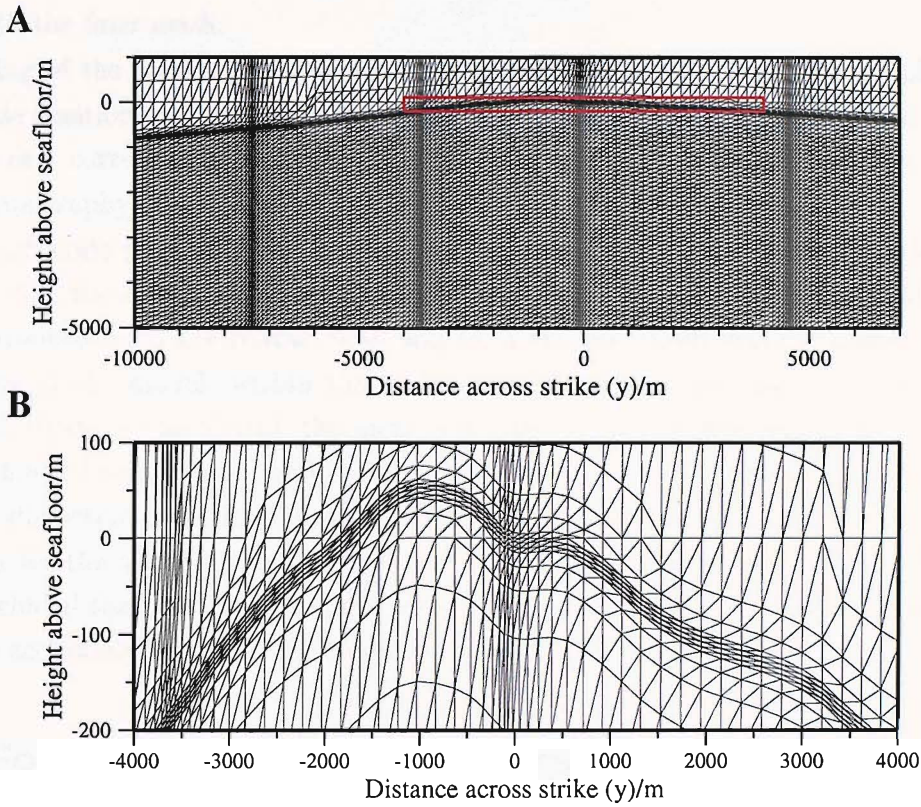 A
Height above seafloor/m
0
-5000
-10000 -5000 0 5000
Distance across strike (y)/m
B
Height above seafloor/m
100
0
-100
-200
-4000 -3000 -2000 -1000 0 1000 2000 3000 4000
Distance across strike (y)/m